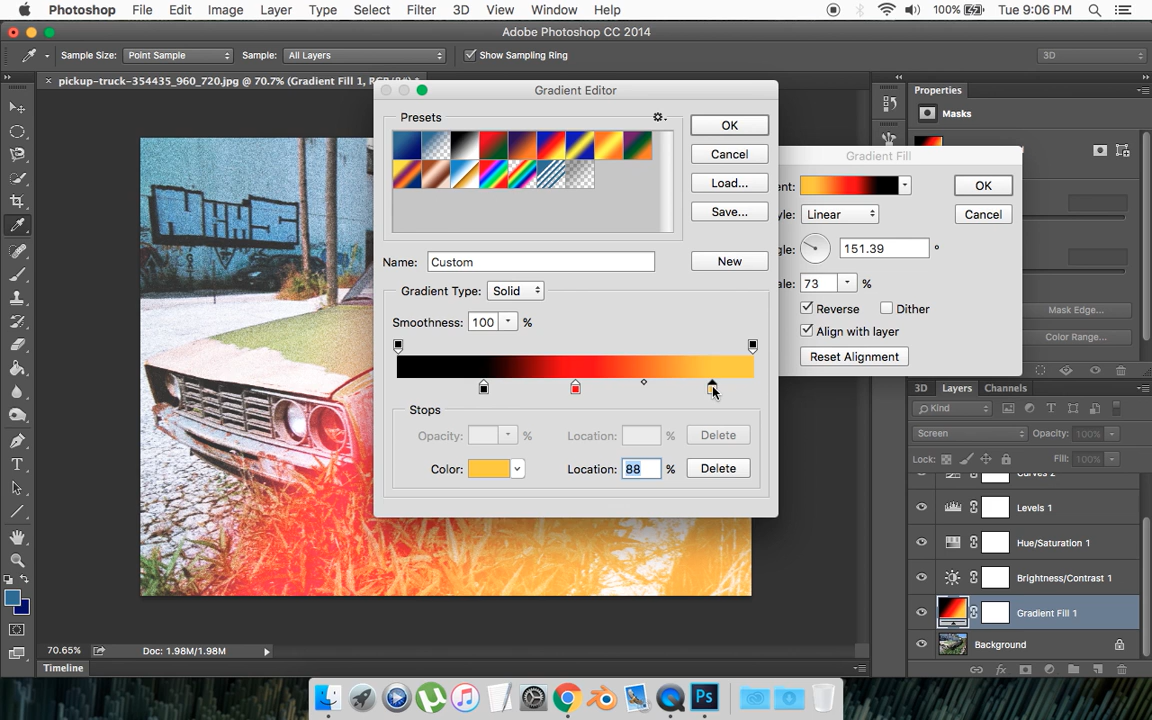 Photoshop File Edit Image Layer Type Select Filter 3D View Window Help 100% Tue 9:06 PM
Adobe Photoshop CC 2014
Sample Size: Point Sample Sample: All Layers Show Sampling Ring 3D
pickup-truck-354435_960_720.jpg @ 70.7% (Gradient Fill 1, RGB/8#) *
Gradient Editor
Presets
OK
Cancel
Load...
Save...
Name: Custom New
Gradient Type: Solid
Smoothness: 100 %
Stops
Opacity: % Location: % Delete
Color: Location: 88 % Delete
Properties
Masks
Gradient Fill
ent: OK
yle: Linear Cancel
gle: 151.39 °
ale: 73 %
Reverse Dither
Align with layer
Reset Alignment
Mask Edge...
Color Range...
3D Layers Channels
Kind
Screen Opacity: 100%
Lock: Fill: 100%
Curves 2
Levels 1
Hue/Saturation 1
Brightness/Contrast 1
Gradient Fill 1
Background
70.65% Doc: 1.98M/1.98M
Timeline
Ps